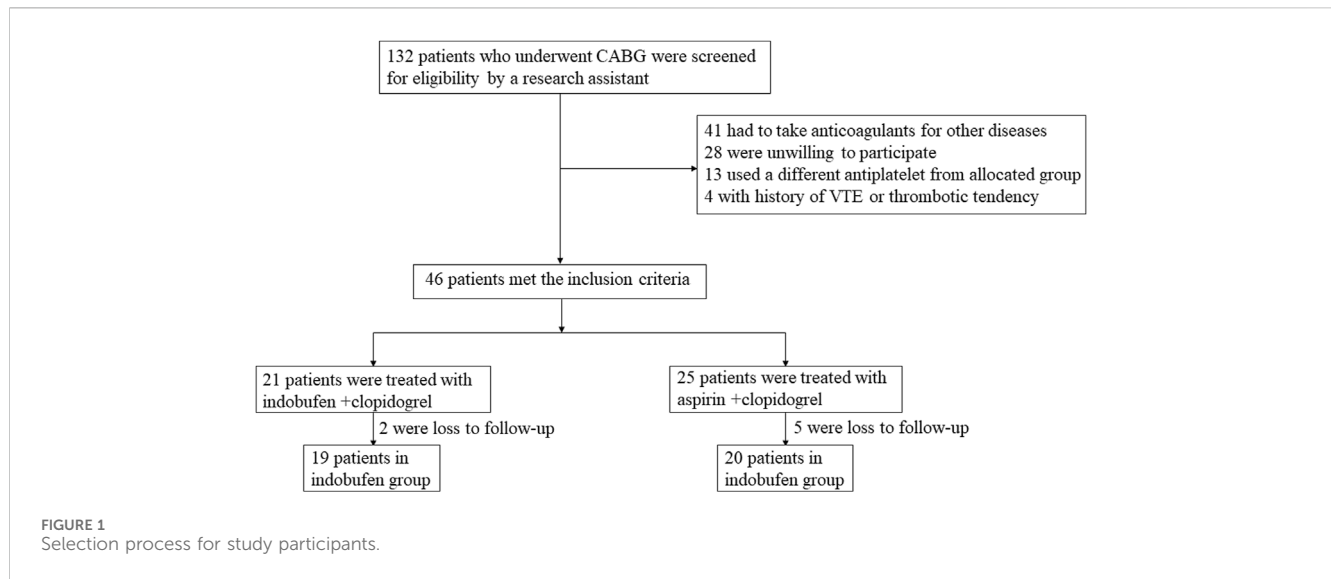 132 patients who underwent CABG were screened
for eligibility by a research assistant
41 had to take anticoagulants for other diseases
28 were unwilling to participate
13 used a different antiplatelet from allocated group
4 with history of VTE or thrombotic tendency
46 patients met the inclusion criteria
21 patients were treated with
indobufen +clopidogrel
25 patients were treated with
aspirin +clopidogrel
2 were loss to follow-up
5 were loss to follow-up
19 patients in
indobufen group
20 patients in
indobufen group
FIGURE 1
Selection process for study participants.